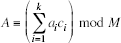 A ≡ (∑_{i=1}^{k} a_i c_i) mod M